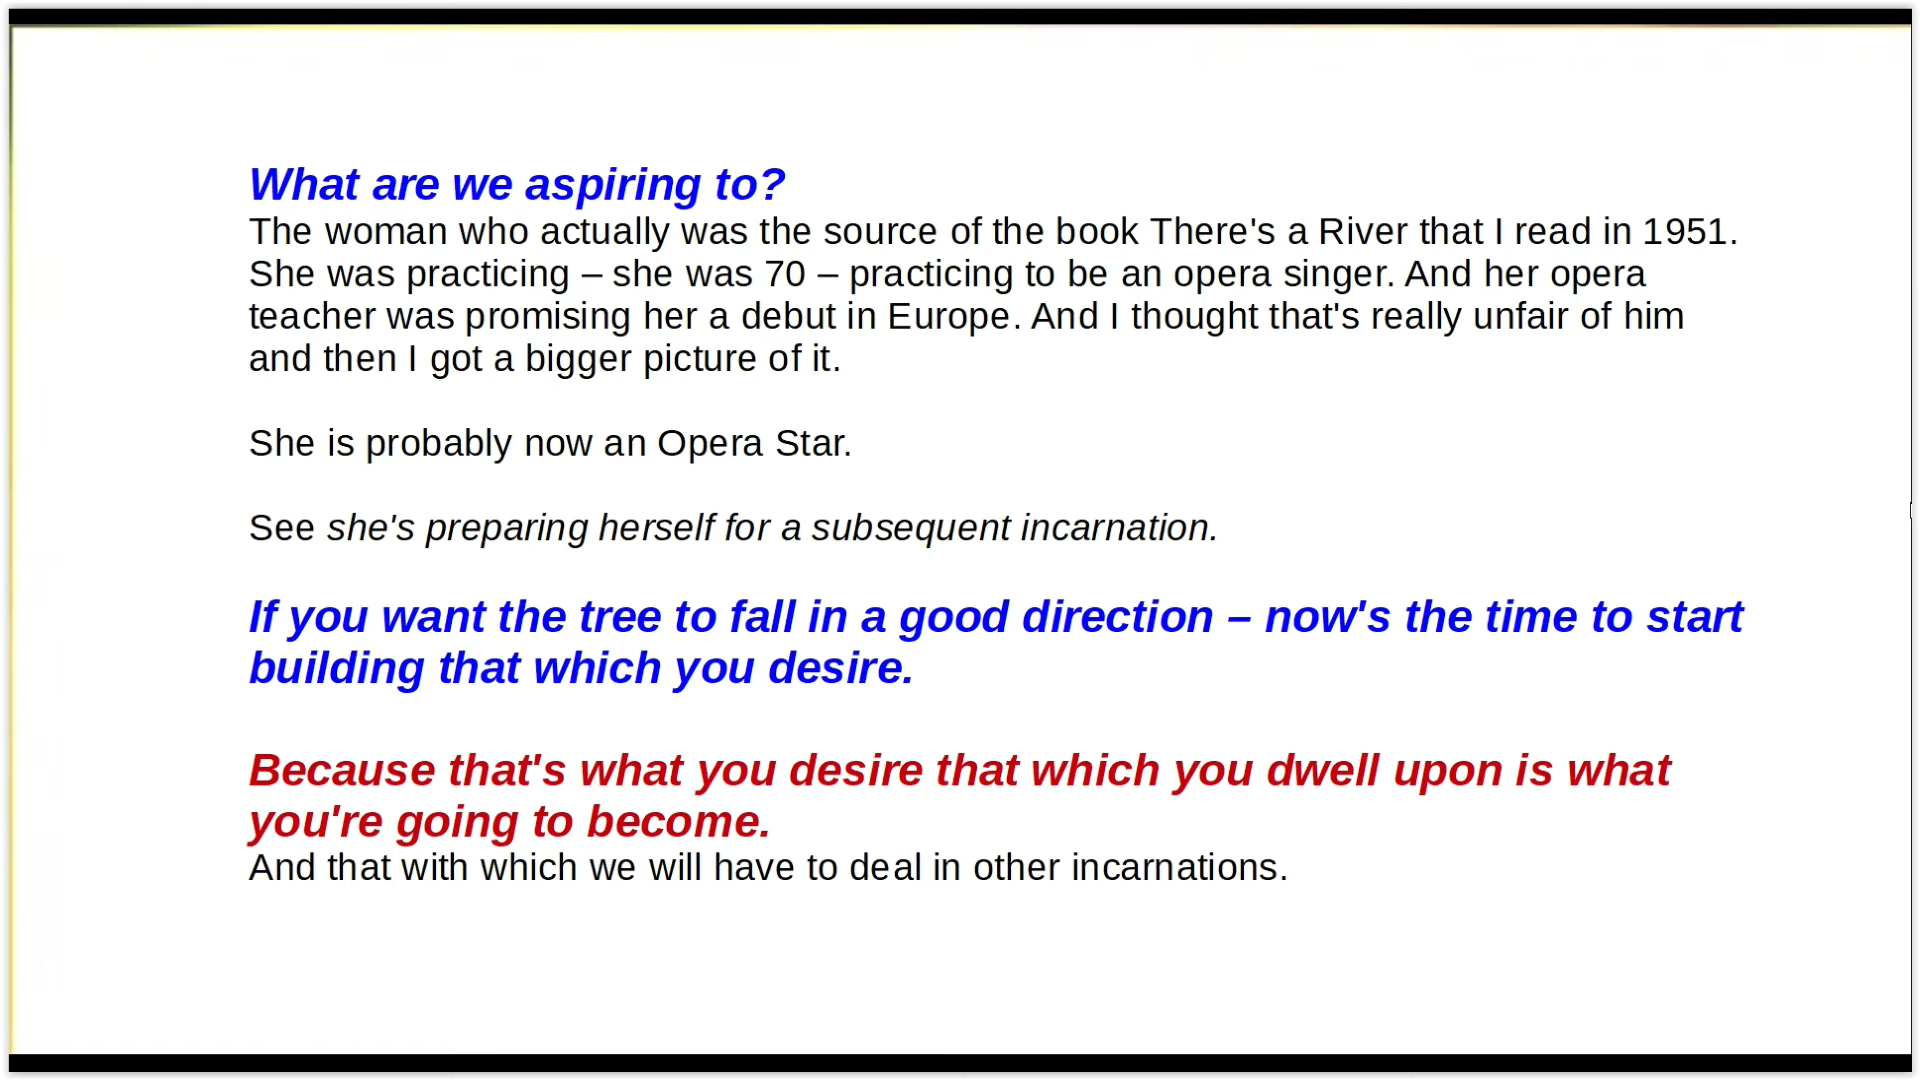 What are we aspiring to?
The woman who actually was the source of the book There's a River that I read in 1951.
She was practicing – she was 70 – practicing to be an opera singer. And her opera
teacher was promising her a debut in Europe. And I thought that's really unfair of him
and then I got a bigger picture of it.
She is probably now an Opera Star.
See she's preparing herself for a subsequent incarnation.
If you want the tree to fall in a good direction – now's the time to start
building that which you desire.
Because that's what you desire that which you dwell upon is what
you're going to become.
And that with which we will have to deal in other incarnations.